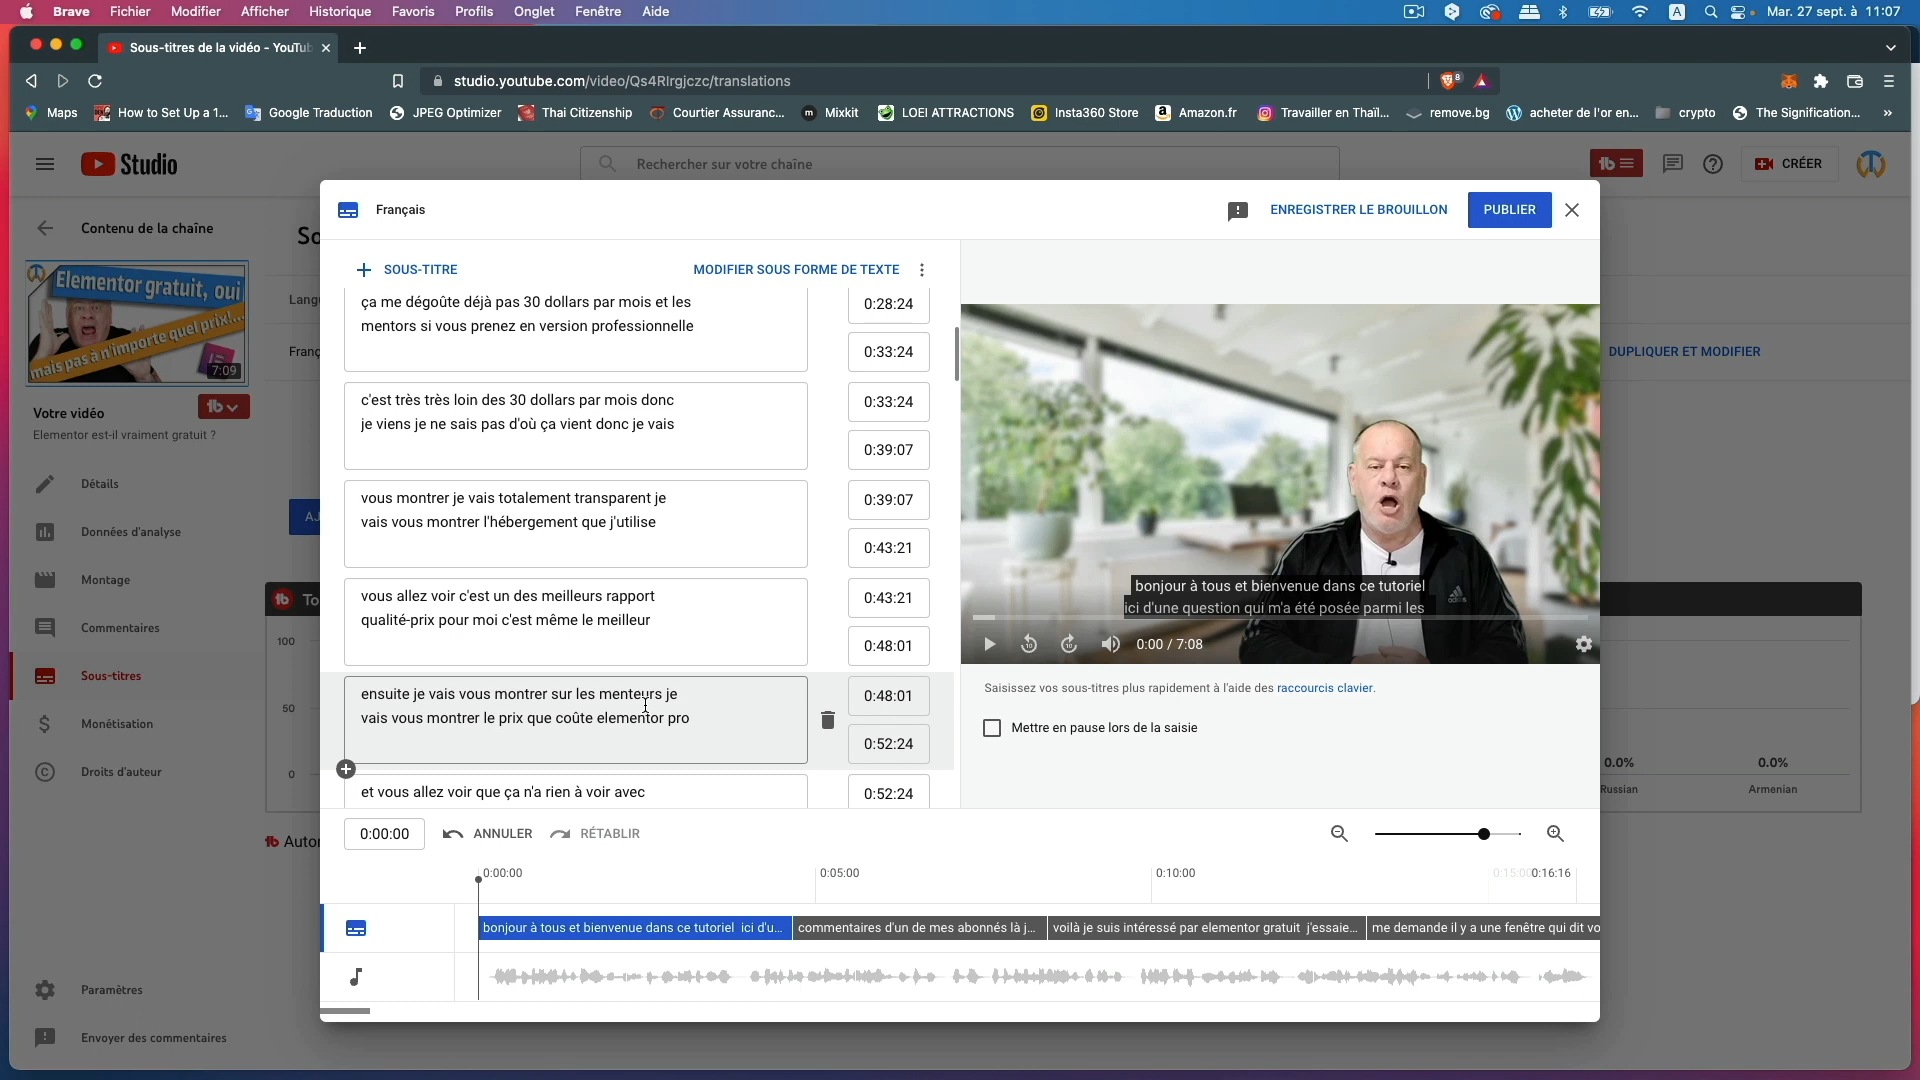 Brave Fichier Modifier Afficher Historique Favoris Profils Onglet Fenêtre Aide
A Mar. 27 sept. à 11:07
Sous-titres de la vidéo - YouTub
studio.youtube.com/video/Qs4RIrgjczc/translations
8
Maps How to Set Up a 1... Google Traduction JPEG Optimizer Thai Citizenship Courtier Assuranc... Mixkit LOEI ATTRACTIONS Insta360 Store Amazon.fr Travailler en Thaïl... remove.bg acheter de l'or en... crypto The Signification... »
Studio
Rechercher sur votre chaîne
CRÉER
Contenu de la chaîne
Elementor gratuit, oui
mais pas à n'importe quel prix!...
7:09
Votre vidéo
Elementor est-il vraiment gratuit ?
Détails
Données d'analyse
Montage
Commentaires
Sous-titres
Monétisation
Droits d'auteur
Paramètres
Envoyer des commentaires
So
Langu
Franç
AJ
To
100
50
0
Autor
Français
ENREGISTRER LE BROUILLON
PUBLIER
SOUS-TITRE
MODIFIER SOUS FORME DE TEXTE
ça me dégoûte déjà pas 30 dollars par mois et les
mentors si vous prenez en version professionnelle
0:28:24
0:33:24
c'est très très loin des 30 dollars par mois donc
je viens je ne sais pas d'où ça vient donc je vais
0:33:24
0:39:07
vous montrer je vais totalement transparent je
vais vous montrer l'hébergement que j'utilise
0:39:07
0:43:21
vous allez voir c'est un des meilleurs rapport
qualité-prix pour moi c'est même le meilleur
0:43:21
0:48:01
ensuite je vais vous montrer sur les menteurs je
vais vous montrer le prix que coûte elementor pro
0:48:01
0:52:24
et vous allez voir que ça n'a rien à voir avec
0:52:24
bonjour à tous et bienvenue dans ce tutoriel
ici d'une question qui m'a été posée parmi les
0:00 / 7:08
Saisissez vos sous-titres plus rapidement à l'aide des raccourcis clavier.
Mettre en pause lors de la saisie
DUPLIQUER ET MODIFIER
0.0% 0.0%
Russian Armenian
0:00:00 ANNULER RÉTABLIR
0:00:00 0:05:00 0:10:00 0:15:00 0:16:16
bonjour à tous et bienvenue dans ce tutoriel ici d'u... commentaires d'un de mes abonnés là j... voilà je suis intéressé par elementor gratuit j'essaie... me demande il y a une fenêtre qui dit vo